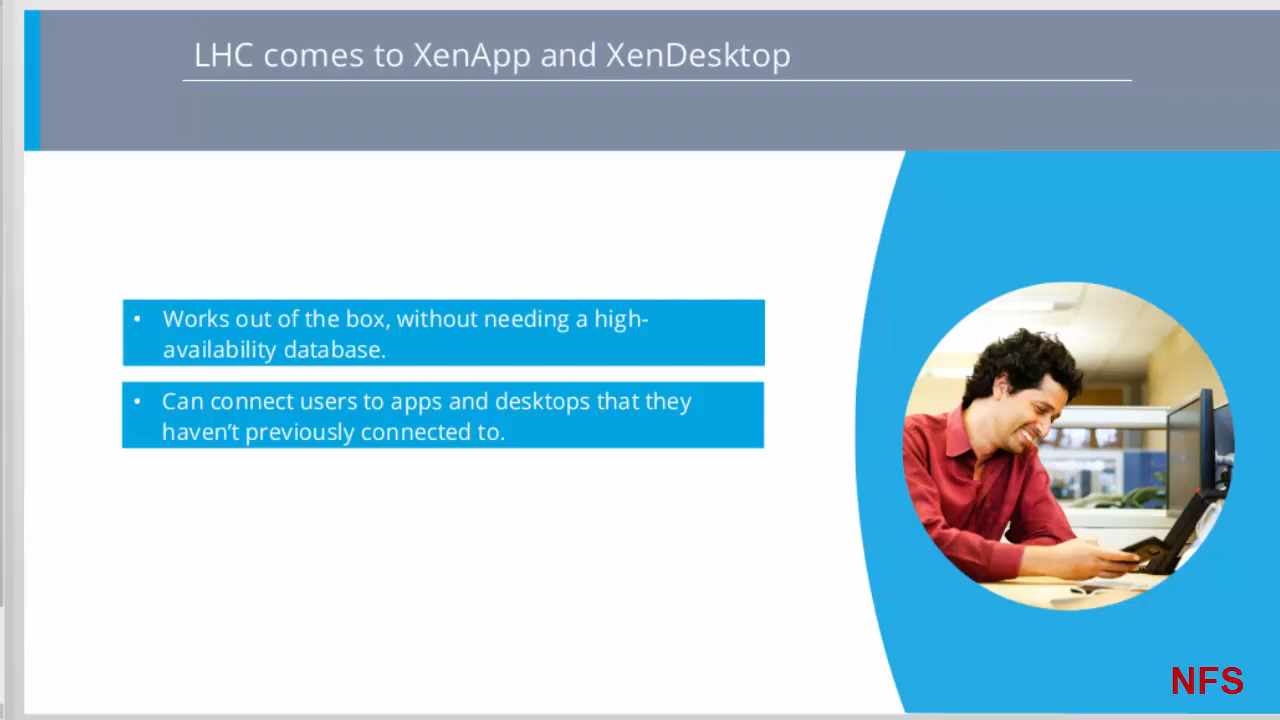 LHC comes to XenApp and XenDesktop
• Works out of the box, without needing a high-
availability database.
• Can connect users to apps and desktops that they
haven’t previously connected to.
NFS